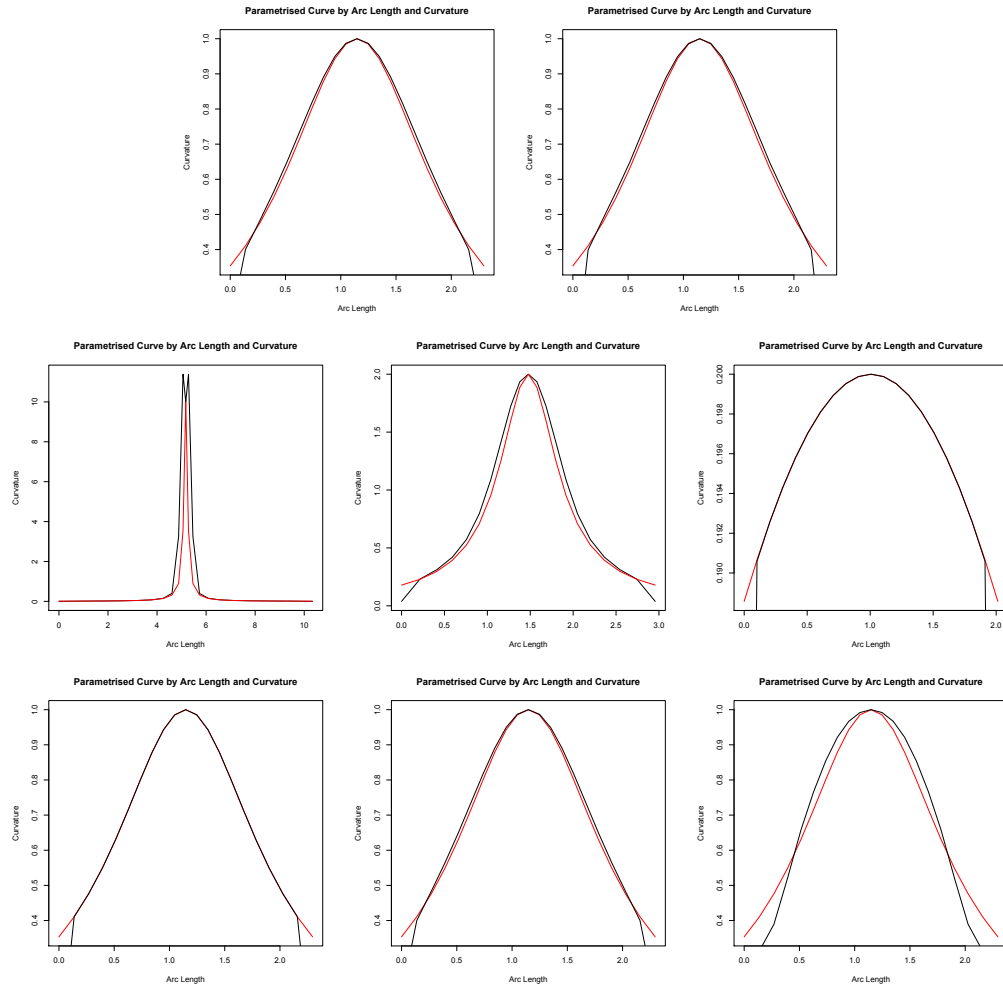 Parametrised Curve by Arc Length and Curvature
Curvature
1.0
0.9
0.8
0.7
0.6
0.5
0.4
0.0 0.5 1.0 1.5 2.0
Arc Length
Parametrised Curve by Arc Length and Curvature
Curvature
1.0
0.9
0.8
0.7
0.6
0.5
0.4
0.0 0.5 1.0 1.5 2.0
Arc Length
Parametrised Curve by Arc Length and Curvature
Curvature
10
8
6
4
2
0
0 2 4 6 8 10
Arc Length
Parametrised Curve by Arc Length and Curvature
Curvature
2.0
1.5
1.0
0.5
0.0
0.0 0.5 1.0 1.5 2.0 2.5 3.0
Arc Length
Parametrised Curve by Arc Length and Curvature
Curvature
0.200
0.198
0.196
0.194
0.192
0.190
0.0 0.5 1.0 1.5 2.0
Arc Length
Parametrised Curve by Arc Length and Curvature
Curvature
1.0
0.9
0.8
0.7
0.6
0.5
0.4
0.0 0.5 1.0 1.5 2.0
Arc Length
Parametrised Curve by Arc Length and Curvature
Curvature
1.0
0.9
0.8
0.7
0.6
0.5
0.4
0.0 0.5 1.0 1.5 2.0
Arc Length
Parametrised Curve by Arc Length and Curvature
Curvature
1.0
0.9
0.8
0.7
0.6
0.5
0.4
0.0 0.5 1.0 1.5 2.0
Arc Length